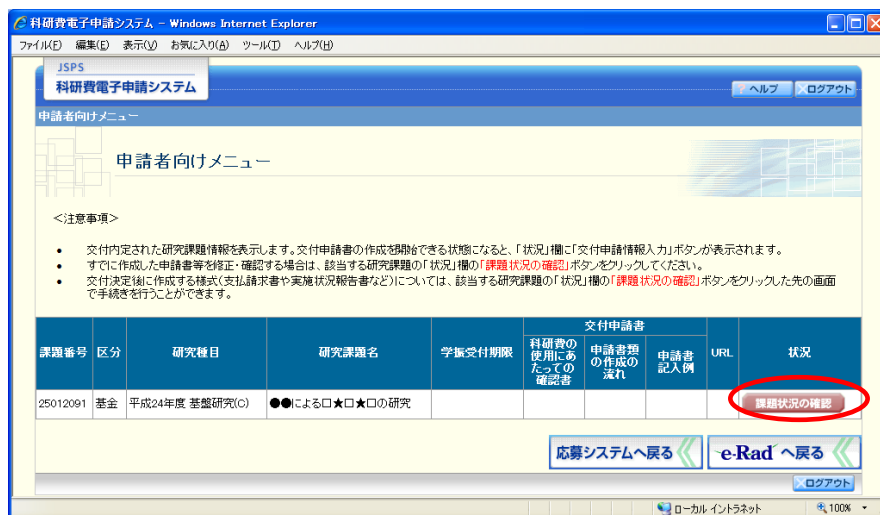 科研費電子申請システム - Windows Internet Explorer
ファイル(F) 編集(E) 表示(V) お気に入り(A) ツール(T) ヘルプ(H)
JSPS
科研費電子申請システム
? ヘルプ
×ログアウト
申請者向けメニュー
申請者向けメニュー
<注意事項>
• 交付内定された研究課題情報を表示します。交付申請書の作成を開始できる状態になると、「状況」欄に「交付申請情報入力」ボタンが表示されます。
• すでに作成した申請書等を修正・確認する場合は、該当する研究課題の「状況」欄の「課題状況の確認」ボタンをクリックしてください。
• 交付決定後に作成する様式(支払請求書や実施状況報告書など)については、該当する研究課題の「状況」欄の「課題状況の確認」ボタンをクリックした先の画面
で手続きを行うことができます。
課題番号 区分 研究種目 研究課題名 学振受付期限 交付申請書 URL 状況
科研費の使用にあたっての確認書 申請書類の作成の流れ 申請書記入例
25012091 基金 平成24年度 基盤研究(C) ●●による□★□★□の研究 課題状況の確認
応募システムへ戻る
e-Rad へ戻る
×ログアウト
ローカル イントラネット 100%